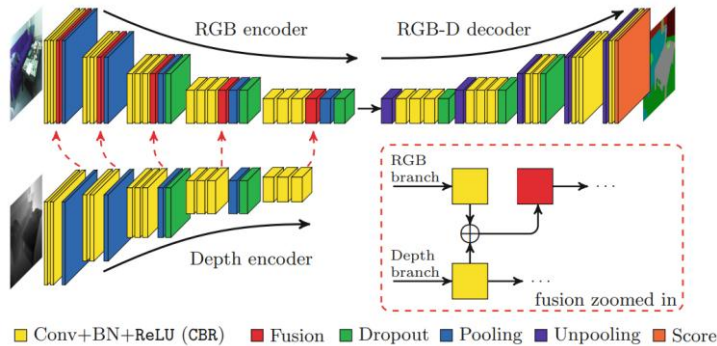 RGB encoder
RGB-D decoder
Depth encoder
RGB
branch
Depth
branch
...
...
fusion zoomed in
Conv+BN+ReLU (CBR)
Fusion
Dropout
Pooling
Unpooling
Score